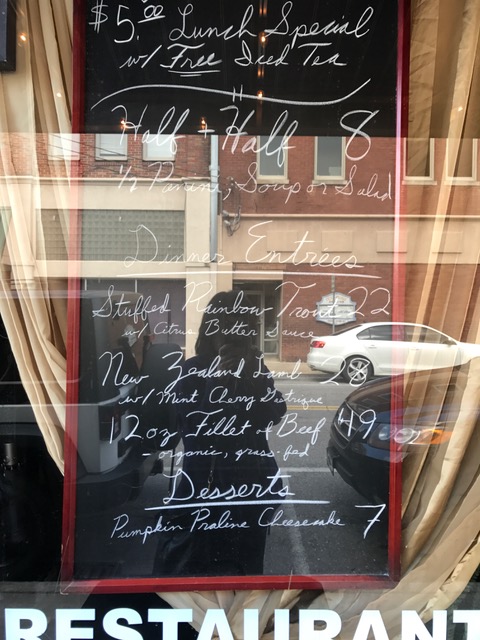 $5.00 Lunch Special
w/ Free Iced Tea
Half + Half 8
1/2 Panini, Soup or Salad
Dinner Entrées
Stuffed Rainbow Trout 22
w/ Citrus Butter Sauce
New Zealand Lamb
w/ Mint Cherry Gastrique
12 oz Fillet of Beef 49
- organic, grass-fed
Desserts
Pumpkin Praline Cheesecake 7
RESTAURANT